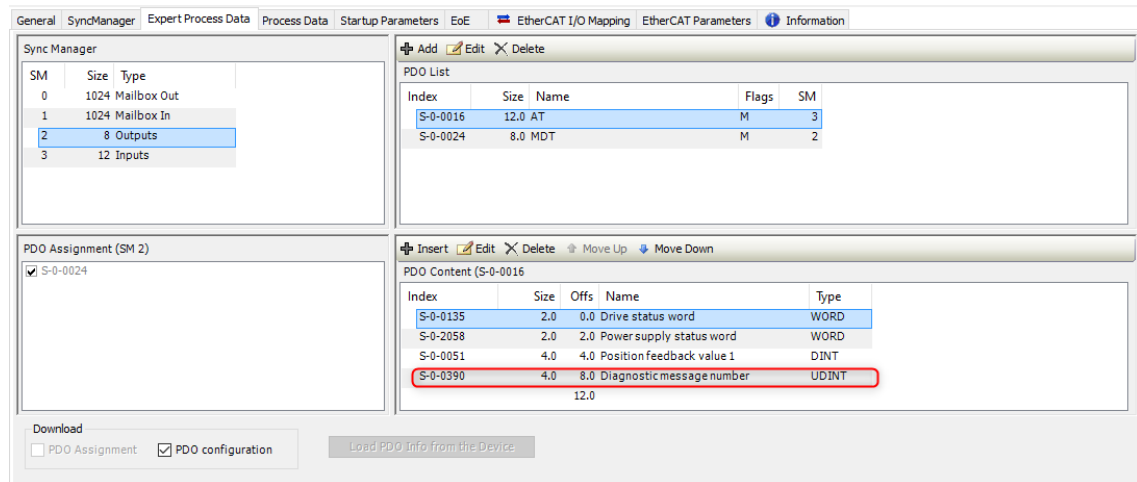 General SyncManager Expert Process Data Process Data Startup Parameters EoE EtherCAT I/O Mapping EtherCAT Parameters Information
Sync Manager
SM Size Type
0 1024 Mailbox Out
1 1024 Mailbox In
2 8 Outputs
3 12 Inputs
Add Edit Delete
PDO List
Index Size Name Flags SM
S-0-0016 12.0 AT M 3
S-0-0024 8.0 MDT M 2
PDO Assignment (SM 2)
S-0-0024
Insert Edit Delete Move Up Move Down
PDO Content (S-0-0016
Index Size Offs Name Type
S-0-0135 2.0 0.0 Drive status word WORD
S-0-2058 2.0 2.0 Power supply status word WORD
S-0-0051 4.0 4.0 Position feedback value 1 DINT
S-0-0390 4.0 8.0 Diagnostic message number UDINT
12.0
Download
PDO Assignment PDO configuration
Load PDO Info from the Device